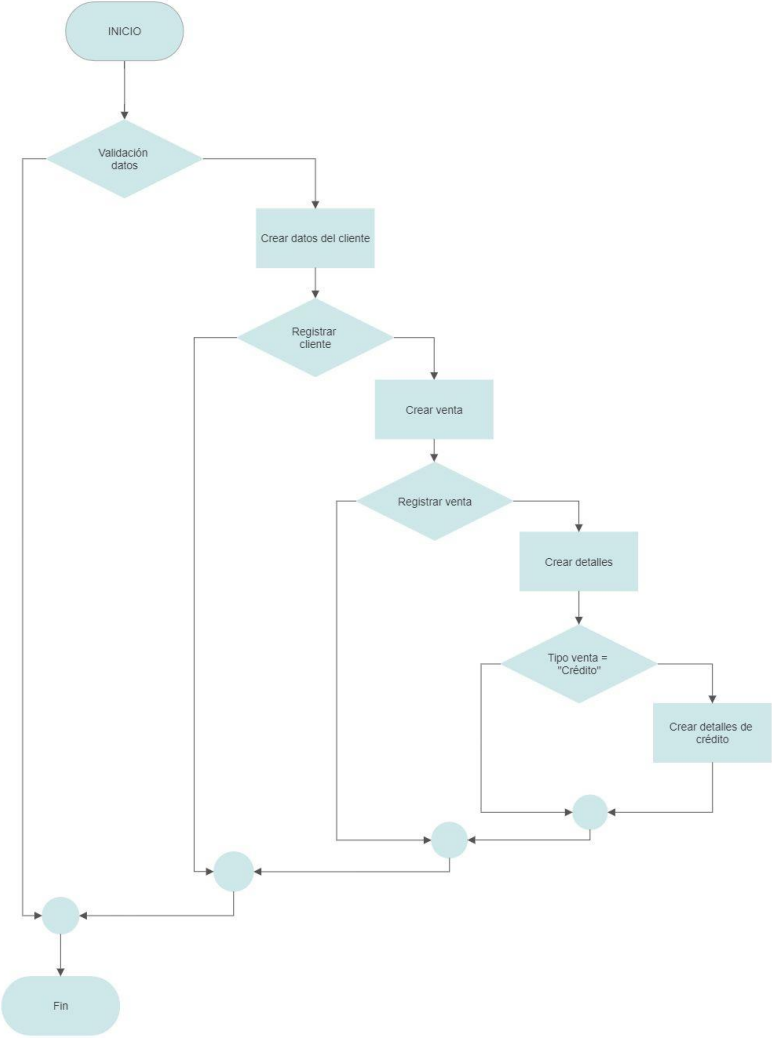 INICIO
Validación
datos
Crear datos del cliente
Registrar
cliente
Crear venta
Registrar venta
Crear detalles
Tipo venta =
"Crédito"
Crear detalles de
crédito
Fin